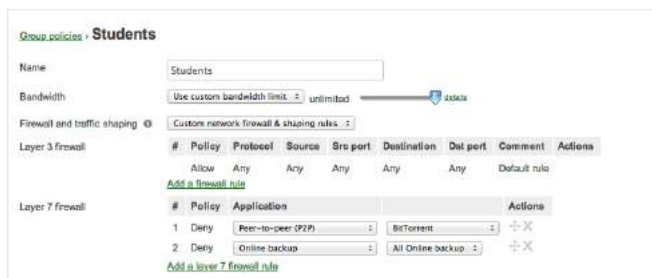 Group policies › Students
Name Students
Bandwidth Use custom bandwidth limit unlimited details
Firewall and traffic shaping Custom network firewall & shaping rules
Layer 3 firewall # Policy Protocol Source Src port Destination Dst port Comment Actions
Allow Any Any Any Any Any Default rule
Add a firewall rule
Layer 7 firewall # Policy Application Actions
1 Deny Peer-to-peer (P2P) BitTorrent
2 Deny Online backup All Online backup
Add a layer 7 firewall rule